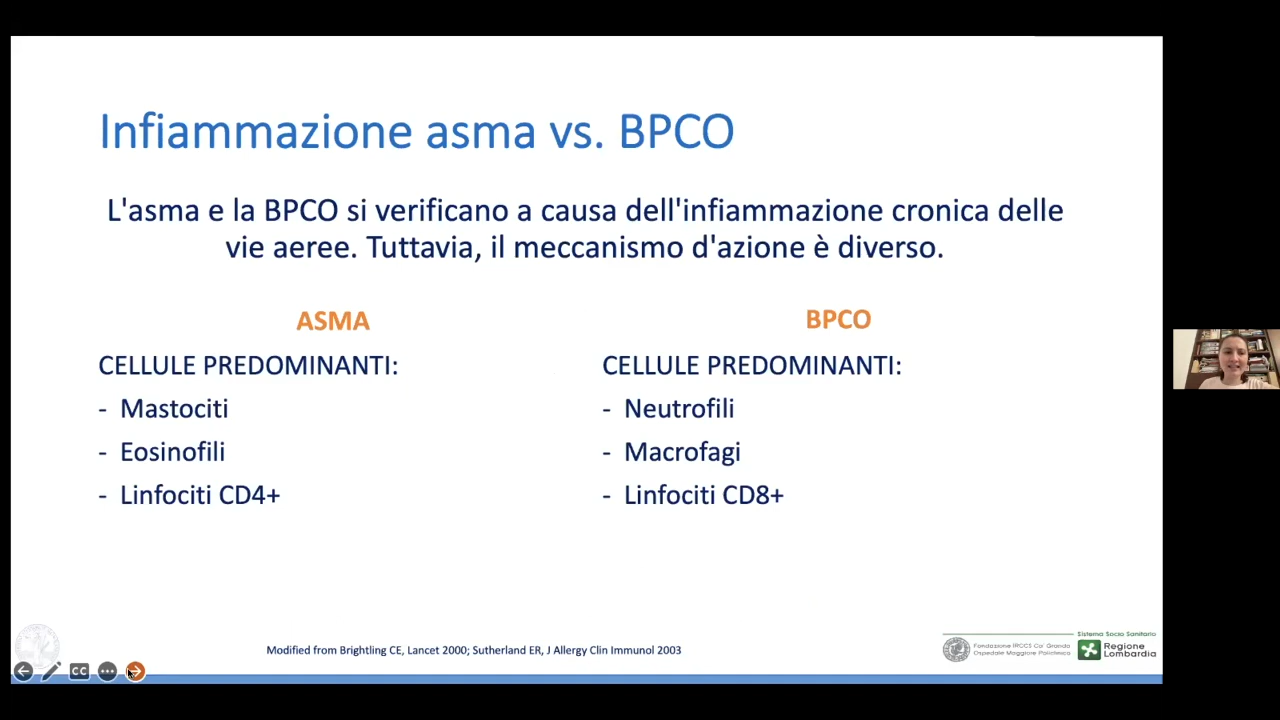 Infiammazione asma vs. BPCO
L'asma e la BPCO si verificano a causa dell'infiammazione cronica delle
vie aeree. Tuttavia, il meccanismo d'azione è diverso.
ASMA
CELLULE PREDOMINANTI:
- Mastociti
- Eosinofili
- Linfociti CD4+
BPCO
CELLULE PREDOMINANTI:
- Neutrofili
- Macrofagi
- Linfociti CD8+
Modified from Brightling CE, Lancet 2000; Sutherland ER, J Allergy Clin Immunol 2003
Fondazione IRCCS Ca' Granda
Ospedale Maggiore Policlinico
Sistema Socio Sanitario
Regione
Lombardia
CC